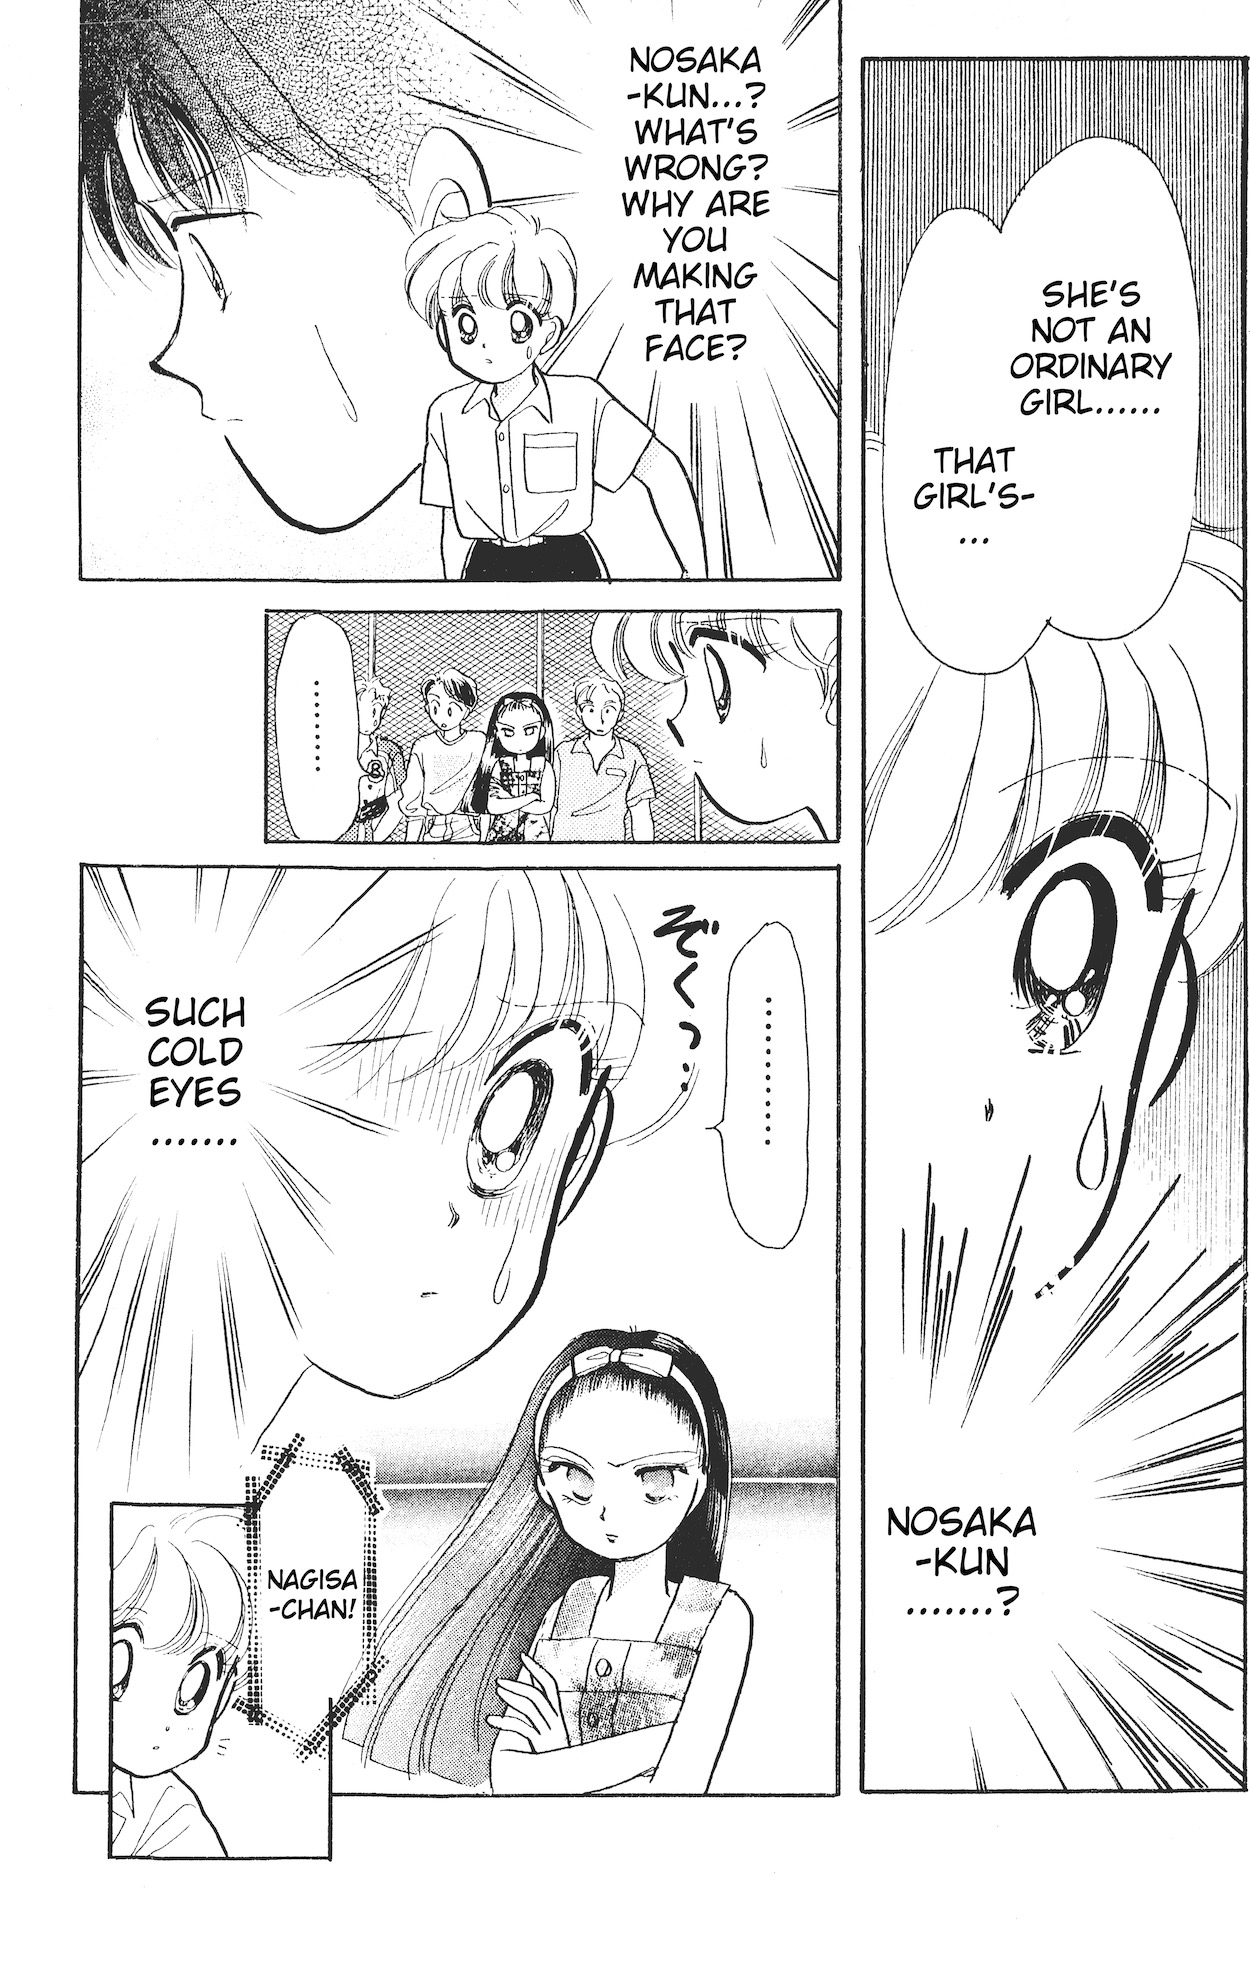 SHE'S
NOT AN
ORDINARY
GIRL......
THAT
GIRL'S-
...
NOSAKA
-KUN
.......?
NOSAKA
-KUN...?
WHAT'S
WRONG?
WHY ARE
YOU
MAKING
THAT
FACE?
..........
...........
ぞくっ…
SUCH
COLD
EYES
.......
NAGISA
-CHAN!